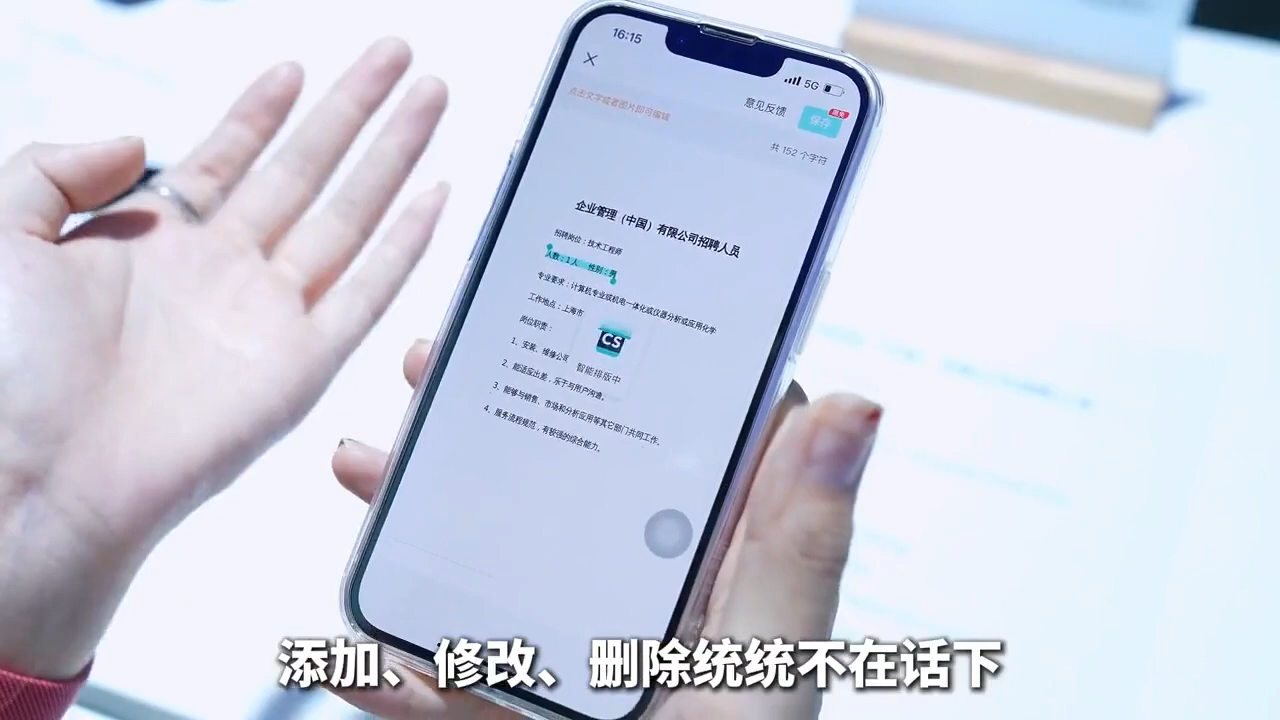 16:15
5G
意见反馈
限免
保存
点击文字或者图片即可编辑
共 152 个字符
企业管理（中国）有限公司招聘人员
招聘岗位：技术工程师
人数：1人 性别：男
专业要求：计算机专业或机电一体化或仪器分析或应用化学
工作地点：上海市
岗位职责：
CS
智能排版中
1、安装、维修公司
2、能适应出差，乐于与用户沟通。
3、能够与销售、市场和分析应用等其它部门共同工作。
4、服务流程规范，有较强的综合能力。
添加、修改、删除统统不在话下